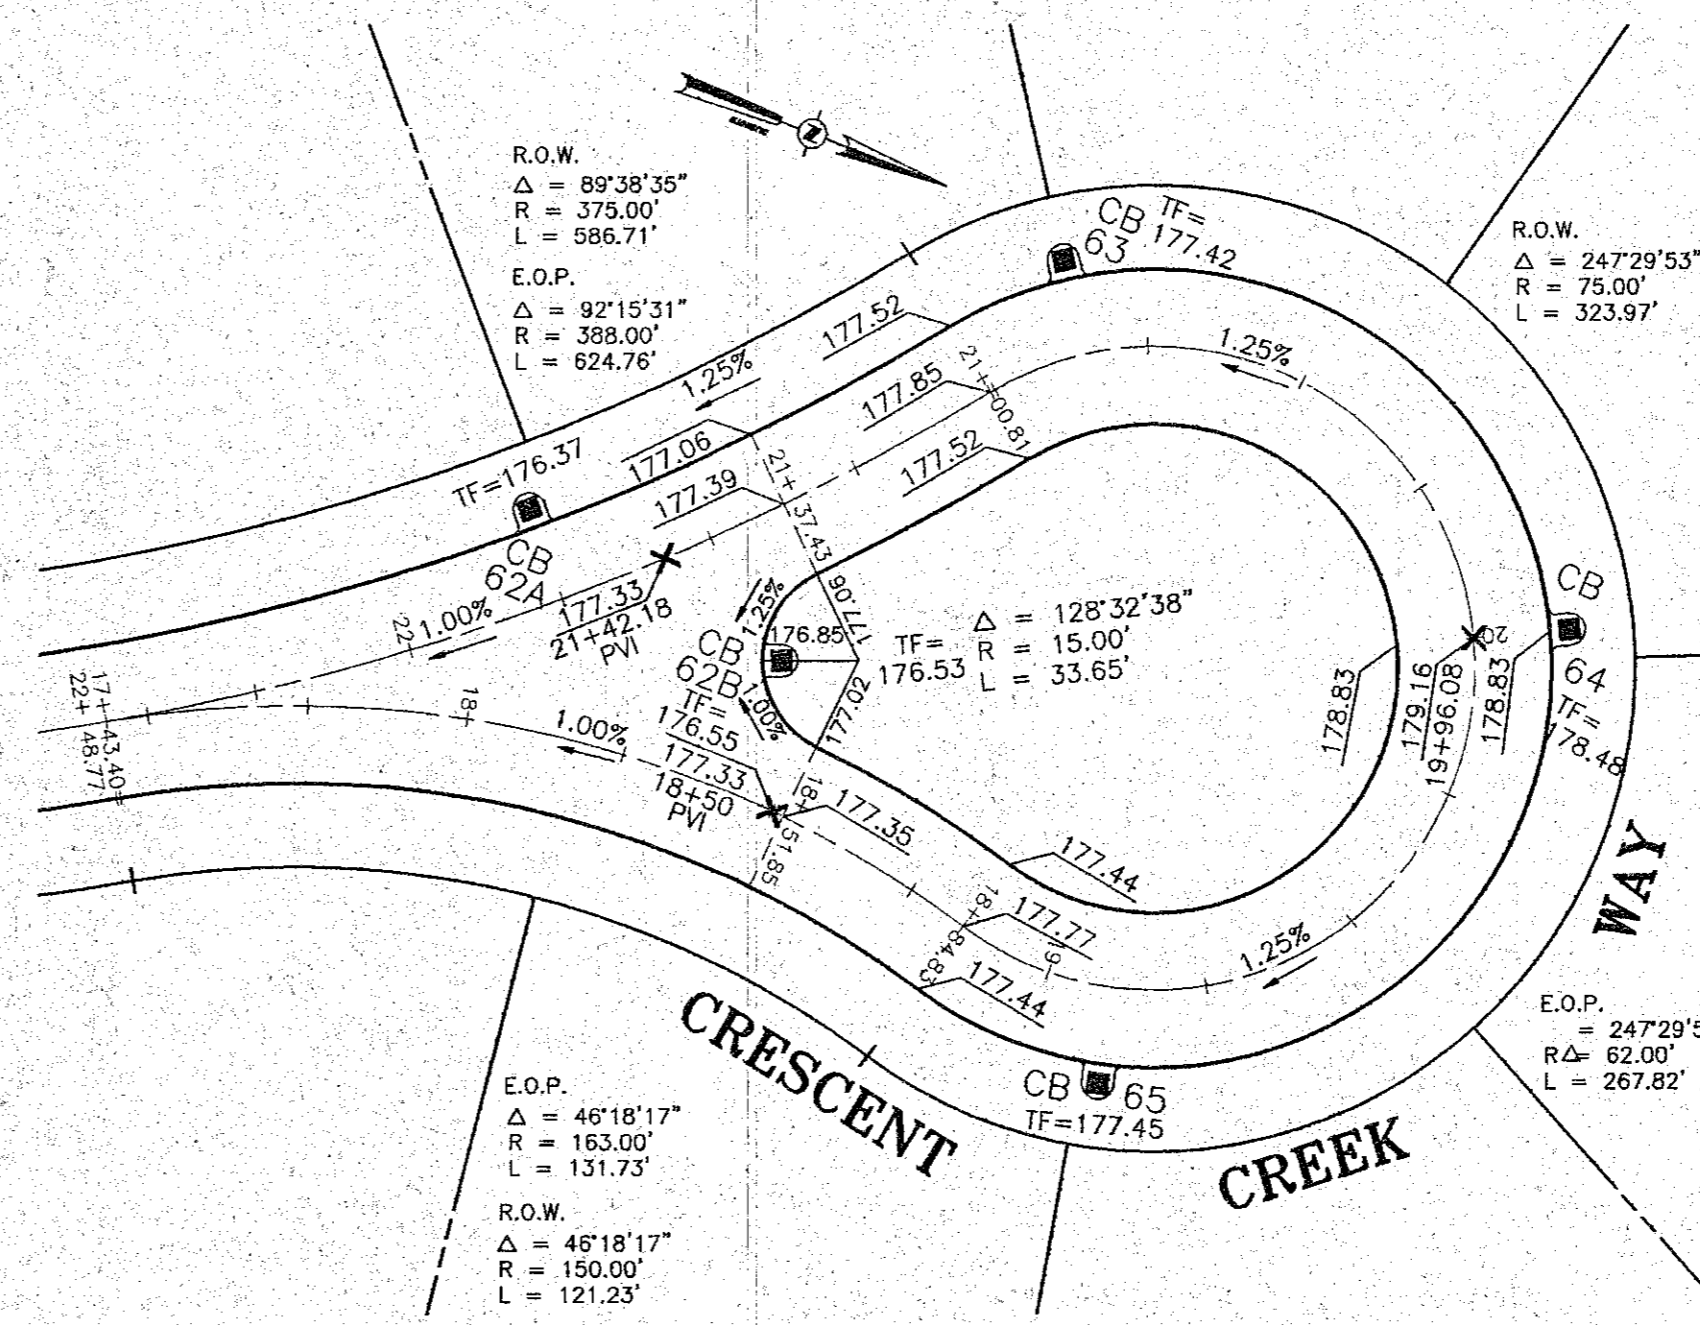 R.O.W.
Δ = 89°38'35"
R = 375.00'
L = 586.71'
E.O.P.
Δ = 92°15'31"
R = 388.00'
L = 624.76'
Z
CB 63
TF=
177.42
R.O.W.
Δ = 247°29'53"
R = 75.00'
L = 323.97'
177.52
1.25%
1.25%
177.85
21+00.81
177.52
TF=176.37
177.06
177.39
21+37.43
CB
62A
177.33
21+42.18
PVI
22
1.00%
1.25%
177.06
176.85
CB
62B
TF=
176.55
1.00%
177.02
TF=
176.53
Δ = 128°32'38"
R = 15.00'
L = 33.65'
17+43.40=
22+48.77
18+
1.00%
177.33
18+50
PVI
18+51.85
177.35
177.44
18+84.83
177.77
19
177.44
1.25%
178.83
179.16
19+96.08
20
178.83
CB
64
TF=
178.48
CB 65
TF=177.45
CRESCENT
CREEK
WAY
E.O.P.
= 247°29'5
RΔ= 62.00'
L = 267.82'
E.O.P.
Δ = 46°18'17"
R = 163.00'
L = 131.73'
R.O.W.
Δ = 46°18'17"
R = 150.00'
L = 121.23'